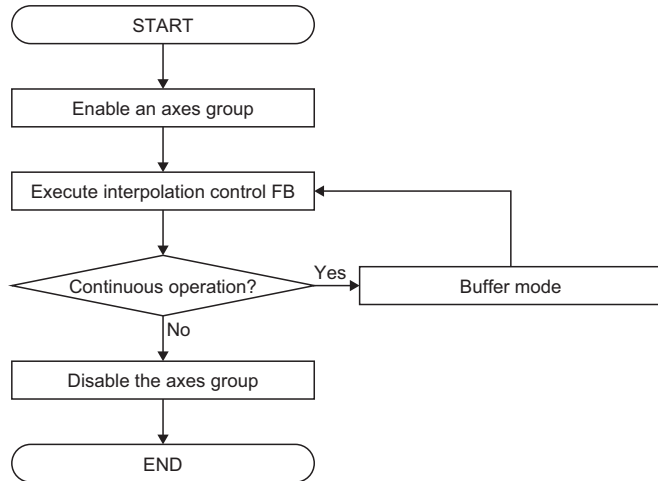 START
Enable an axes group
Execute interpolation control FB
Continuous operation?
Yes
Buffer mode
No
Disable the axes group
END